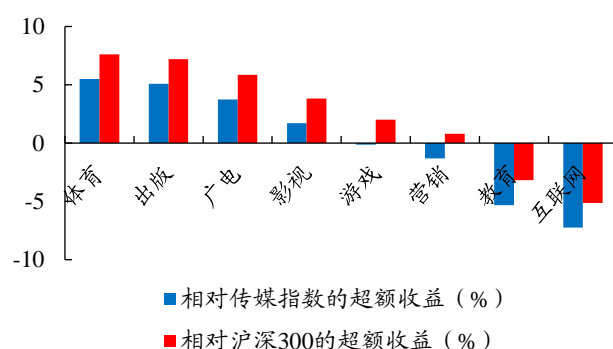 10
5
0
-5
-10
体育 出版 广电 影视 游戏 营销 教育 互联网
相对传媒指数的超额收益（%）
相对沪深300的超额收益（%）